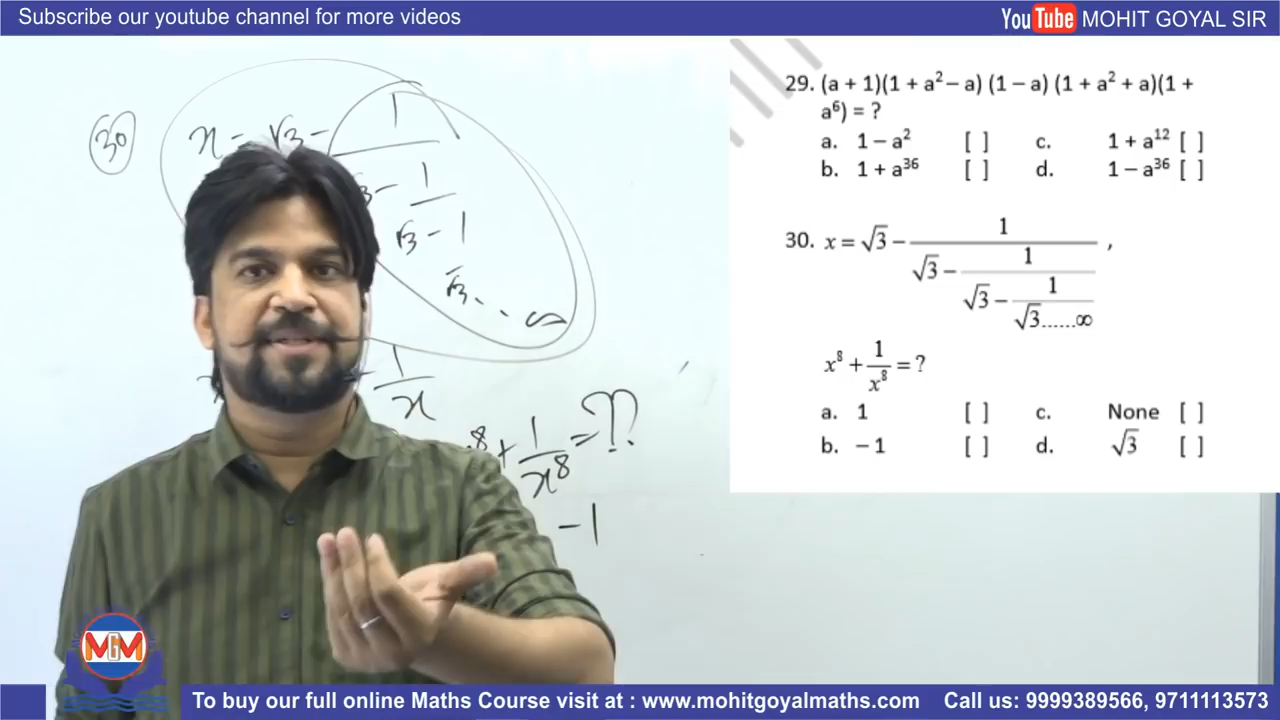 Subscribe our youtube channel for more videos
YouTube MOHIT GOYAL SIR
29. (a + 1)(1 + a² – a) (1 – a) (1 + a² + a)(1 +
a⁶) = ?
a. 1 – a² [ ] c. 1 + a¹² [ ]
b. 1 + a³⁶ [ ] d. 1 – a³⁶ [ ]
30. x = √3 – 1/(√3 – 1/(√3 – 1/(√3......∞))) ,
x⁸ + 1/x⁸ = ?
a. 1 [ ] c. None [ ]
b. – 1 [ ] d. √3 [ ]
30
x = √3 – 1
– 1
√3 – 1
√3 - . . ∞
1/x
⁸ + 1/x⁸ = ??
– 1
MGM
To buy our full online Maths Course visit at : www.mohitgoyalmaths.com Call us: 9999389566, 9711113573